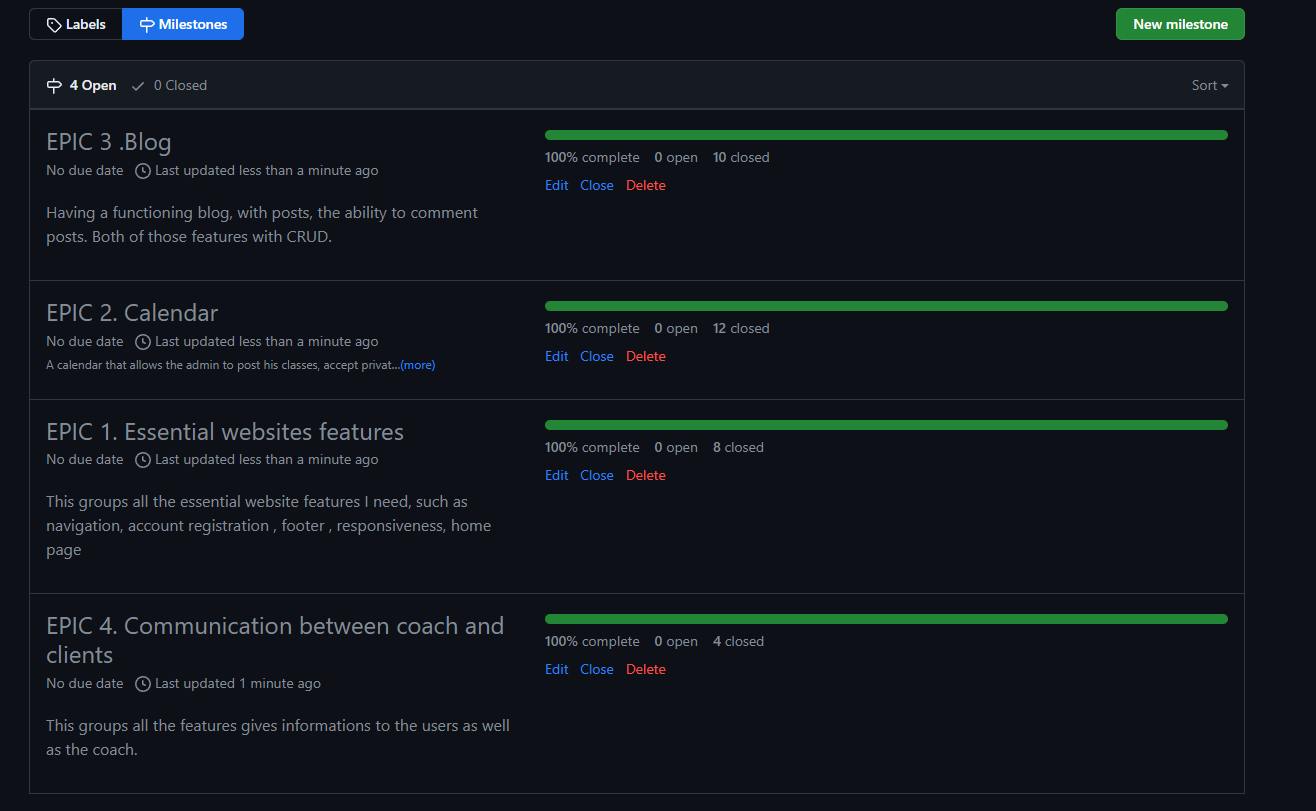 Labels Milestones New milestone
4 Open 0 Closed Sort
EPIC 3 .Blog
No due date Last updated less than a minute ago
Having a functioning blog, with posts, the ability to comment
posts. Both of those features with CRUD.
100% complete 0 open 10 closed
Edit Close Delete
EPIC 2. Calendar
No due date Last updated less than a minute ago
A calendar that allows the admin to post his classes, accept privat...(more)
100% complete 0 open 12 closed
Edit Close Delete
EPIC 1. Essential websites features
No due date Last updated less than a minute ago
This groups all the essential website features I need, such as
navigation, account registration , footer , responsiveness, home
page
100% complete 0 open 8 closed
Edit Close Delete
EPIC 4. Communication between coach and
clients
No due date Last updated 1 minute ago
This groups all the features gives informations to the users as well
as the coach.
100% complete 0 open 4 closed
Edit Close Delete